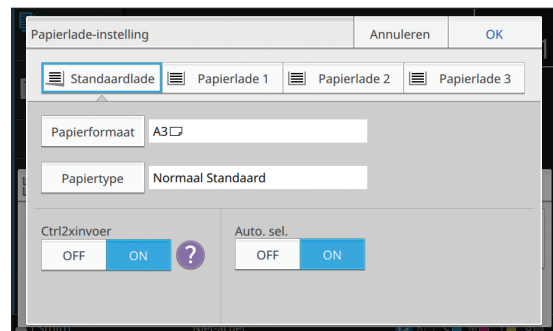 Papierlade-instelling Annuleren OK
Standaardlade Papierlade 1 Papierlade 2 Papierlade 3
Papierformaat A3
Papiertype Normaal Standaard
Ctrl2xinvoer Auto. sel.
OFF ON ? OFF ON